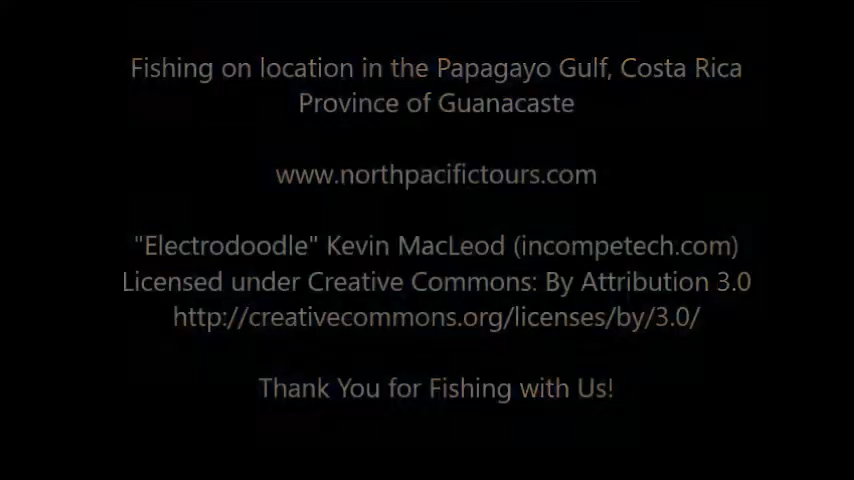 Fishing on location in the Papagayo Gulf, Costa Rica
Province of Guanacaste
www.northpacifictours.com
"Electrodoodle" Kevin MacLeod (incompetech.com)
Licensed under Creative Commons: By Attribution 3.0
http://creativecommons.org/licenses/by/3.0/
Thank You for Fishing with Us!